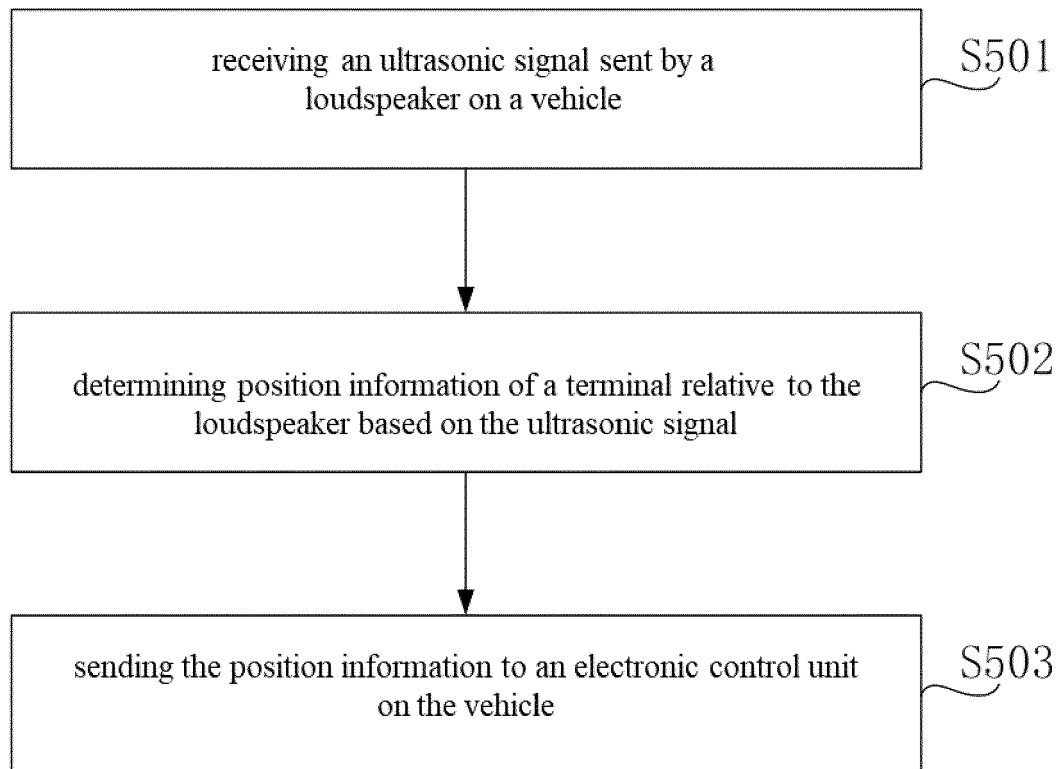 receiving an ultrasonic signal sent by a
loudspeaker on a vehicle
S501
determining position information of a terminal relative to the
loudspeaker based on the ultrasonic signal
S502
sending the position information to an electronic control unit
on the vehicle
S503